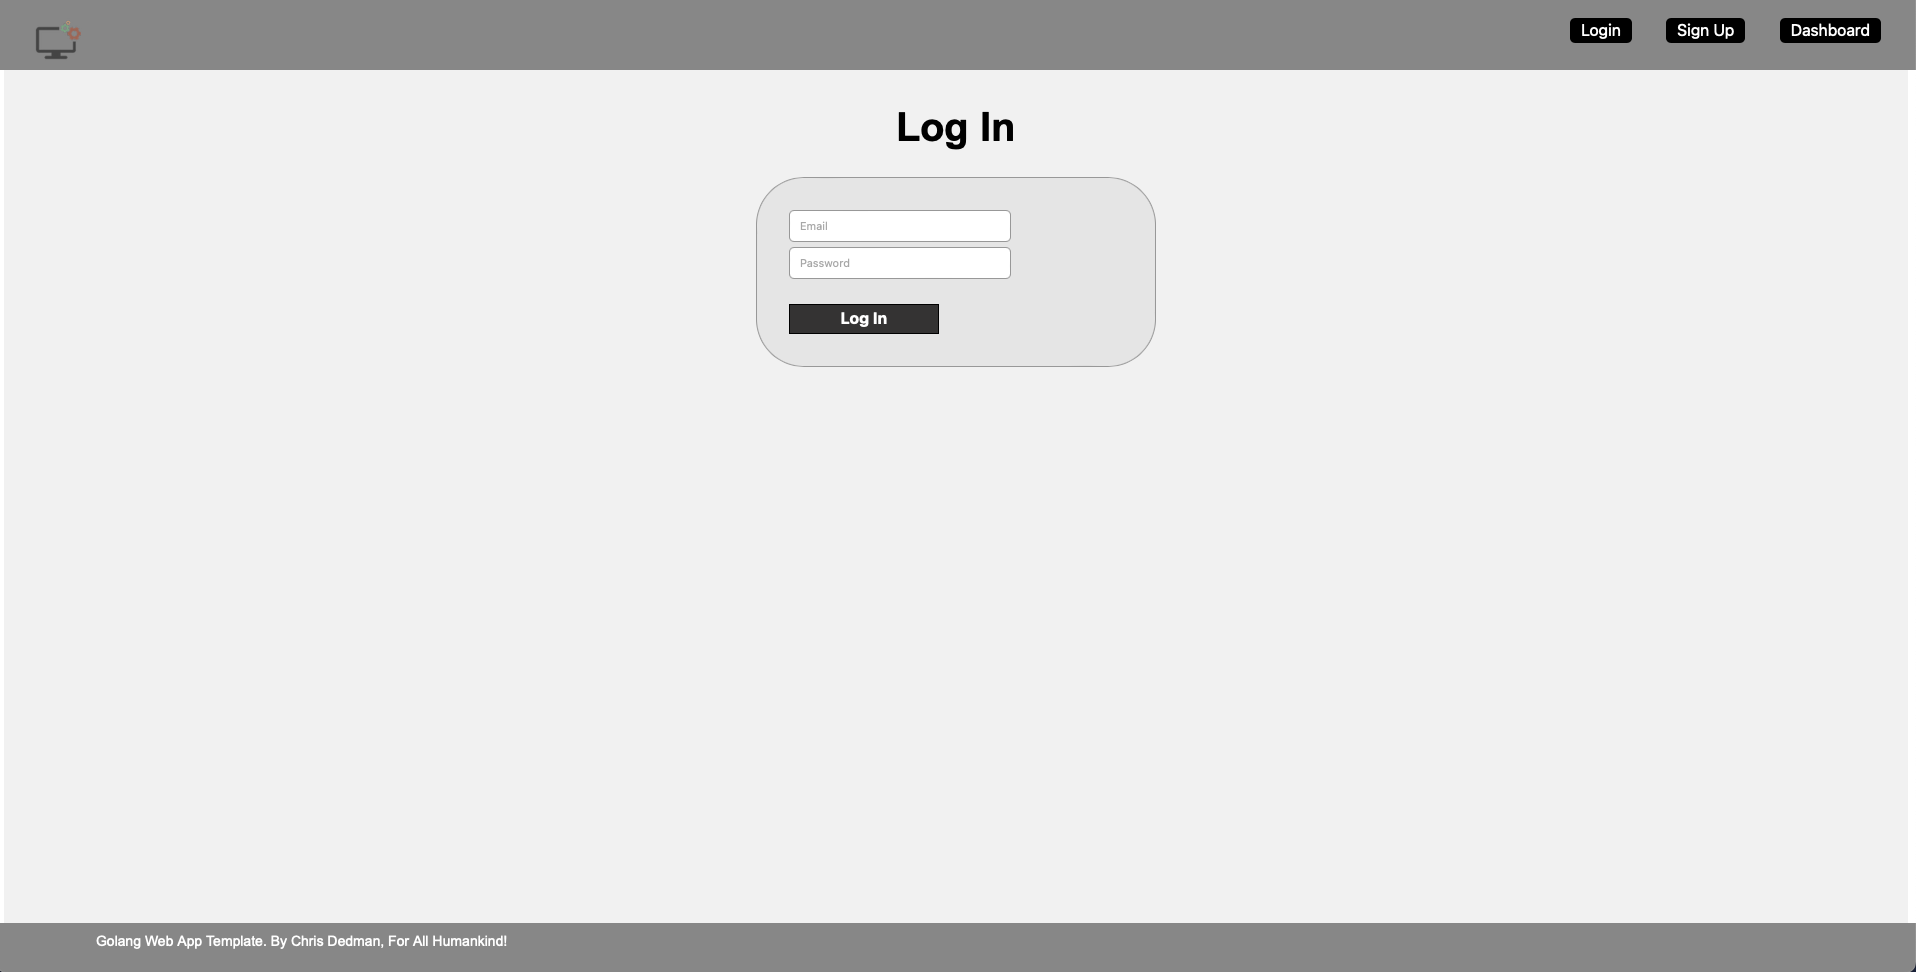 Login
Sign Up
Dashboard
Log In
Email
Password
Log In
Golang Web App Template. By Chris Dedman, For All Humankind!